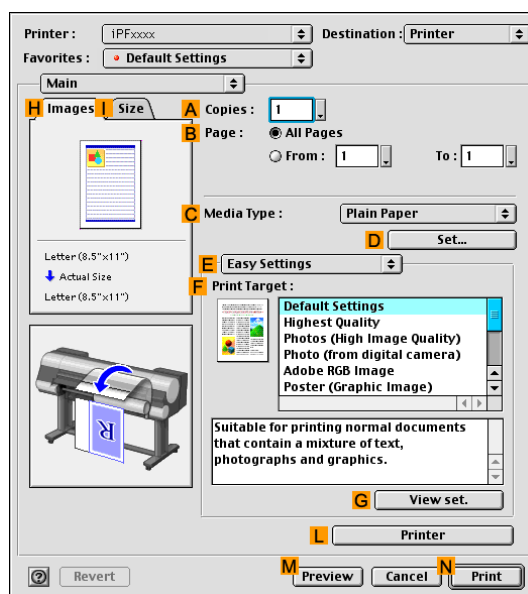 Printer : iPFxxxx Destination : Printer
Favorites : Default Settings
Main
H Images I Size
A Copies : 1
B Page : All Pages
From : 1 To : 1
C Media Type : Plain Paper
D Set...
Letter (8.5"x11")
Actual Size
Letter (8.5"x11")
E Easy Settings
F Print Target :
Default Settings
Highest Quality
Photos (High Image Quality)
Photo (from digital camera)
Adobe RGB Image
Poster (Graphic Image)
R
Suitable for printing normal documents
that contain a mixture of text,
photographs and graphics.
G View set.
L Printer
? Revert M Preview Cancel N Print